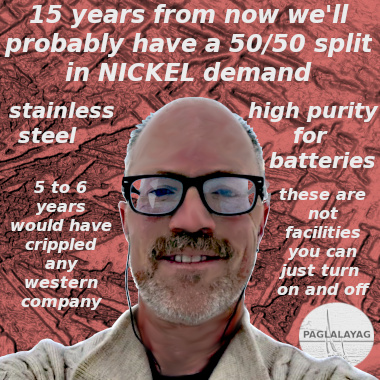 15 years from now we'll
probably have a 50/50 split
in NICKEL demand
stainless
steel
high purity
for
batteries
5 to 6
years
would have
crippled
any
western
company
these are
not
facilities
you can
just turn
on and off
PAGLALAYAG